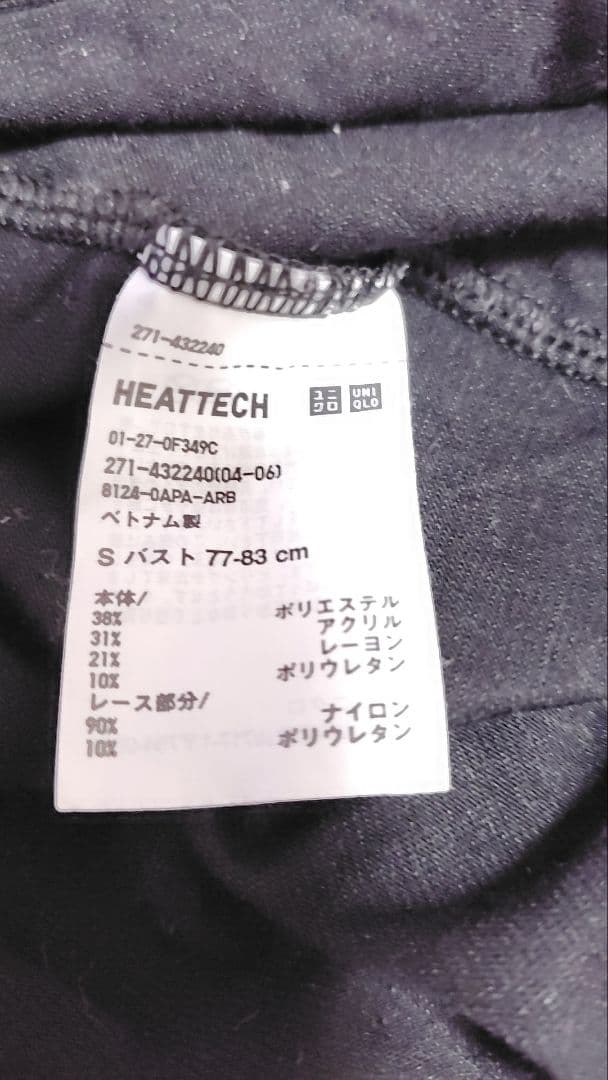 271-432240
HEATTECH ユニクロ UNIQLO
01-27-0F349C
271-432240(04-06)
8124-0APA-ARB
ベトナム製
S バスト 77-83 cm
本体/
38% ポリエステル
31% アクリル
21% レーヨン
10% ポリウレタン
レース部分/
90% ナイロン
10% ポリウレタン